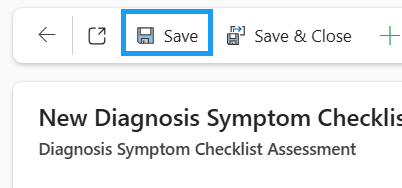 Save
Save & Close
New Diagnosis Symptom Checklis
Diagnosis Symptom Checklist Assessment